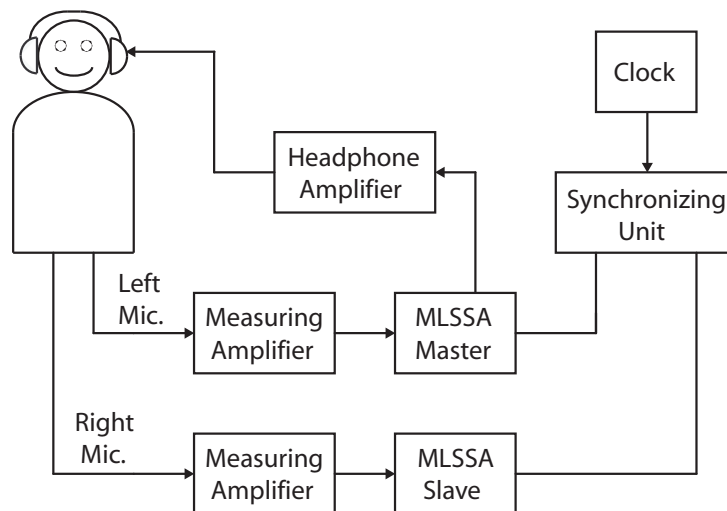 Clock
Headphone
Amplifier
Synchronizing
Unit
Left
Mic.
Measuring
Amplifier
MLSSA
Master
Right
Mic.
Measuring
Amplifier
MLSSA
Slave